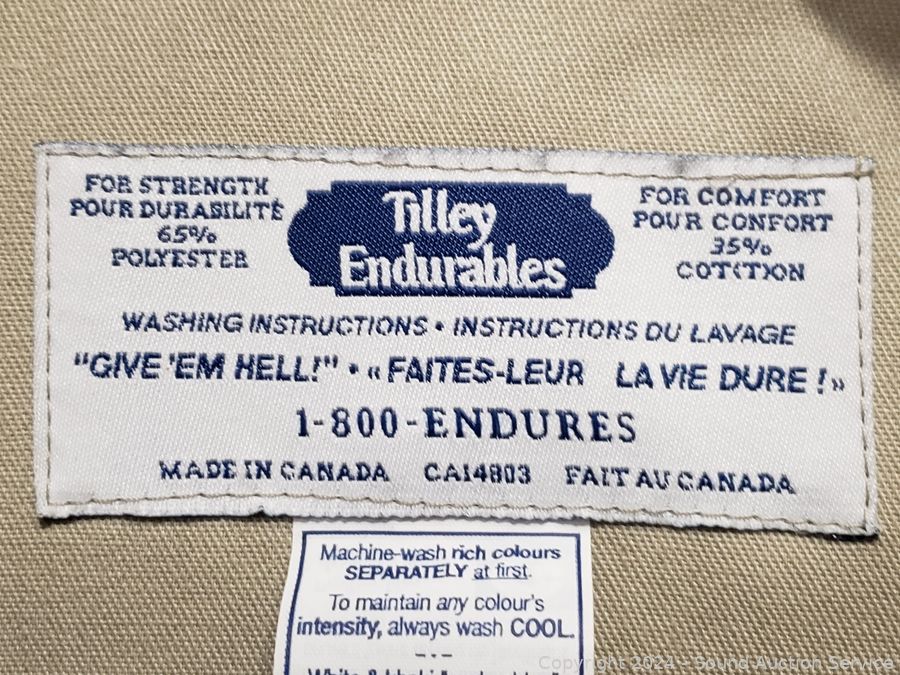 FOR STRENGTH
POUR DURABILITÉ
65%
POLYESTER
Tilley
Endurables
FOR COMFORT
POUR CONFORT
35%
COT(T)ON
WASHING INSTRUCTIONS • INSTRUCTIONS DU LAVAGE
"GIVE 'EM HELL!" • « FAITES-LEUR LA VIE DURE ! »
1-800-ENDURES
MADE IN CANADA CA14803 FAIT AU CANADA
Machine-wash rich colours
SEPARATELY at first.
To maintain any colour's
intensity, always wash COOL.
- • -
Copyright 2024 - Sound Auction Service